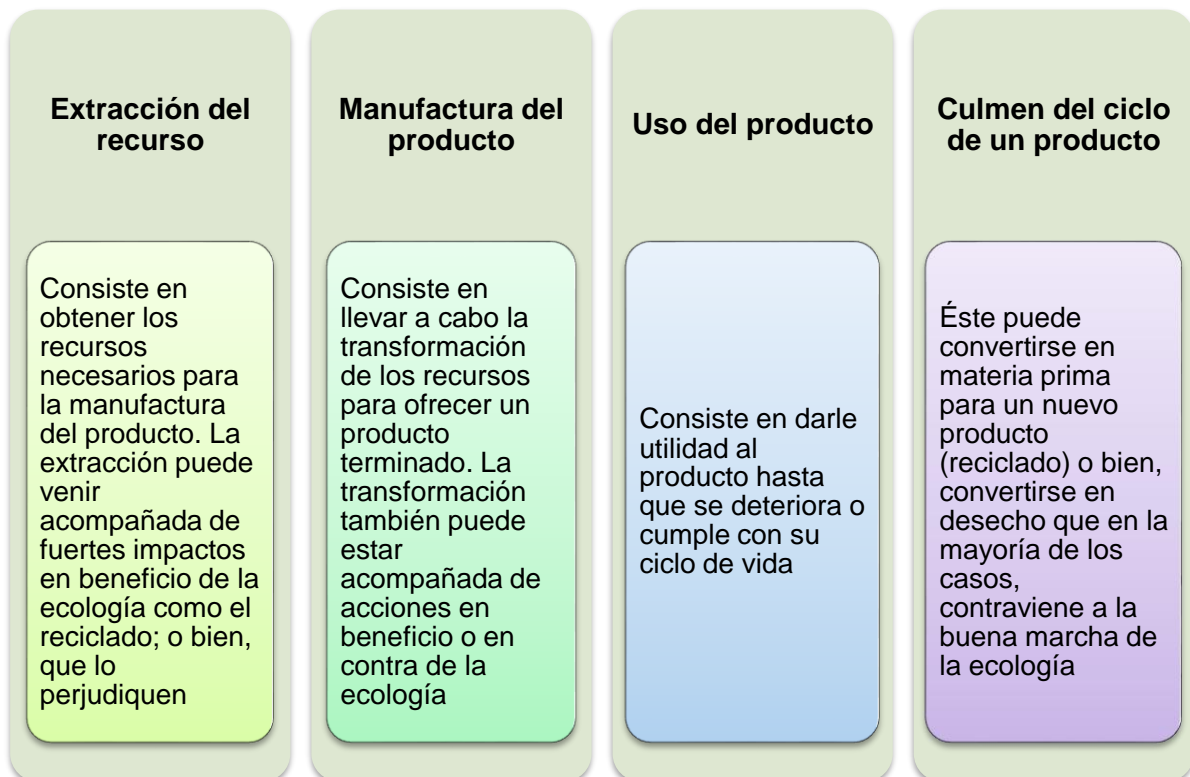 Extracción del
recurso
Consiste en
obtener los
recursos
necesarios para
la manufactura
del producto. La
extracción puede
venir
acompañada de
fuertes impactos
en beneficio de la
ecología como el
reciclado; o bien,
que lo
perjudiquen
Manufactura del
producto
Consiste en
llevar a cabo la
transformación
de los recursos
para ofrecer un
producto
terminado. La
transformación
también puede
estar
acompañada de
acciones en
beneficio o en
contra de la
ecología
Uso del producto
Consiste en darle
utilidad al
producto hasta
que se deteriora o
cumple con su
ciclo de vida
Culmen del ciclo
de un producto
Éste puede
convertirse en
materia prima
para un nuevo
producto
(reciclado) o bien,
convertirse en
desecho que en la
mayoría de los
casos,
contraviene a la
buena marcha de
la ecología